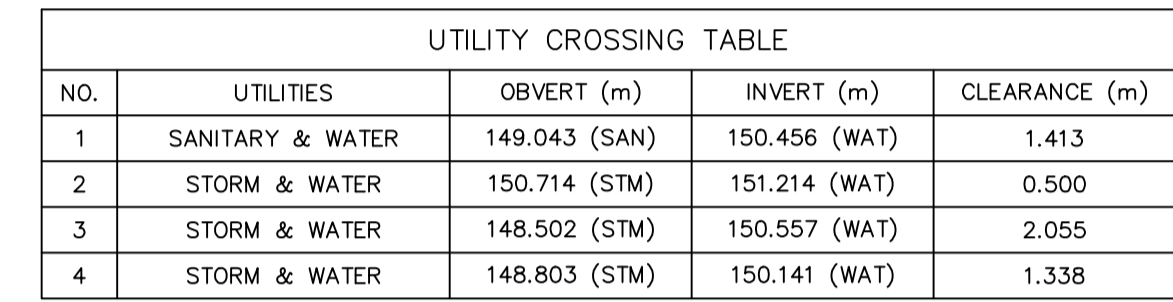 UTILITY CROSSING TABLE
NO. UTILITIES OBVERT (m) INVERT (m) CLEARANCE (m)
1 SANITARY & WATER 149.043 (SAN) 150.456 (WAT) 1.413
2 STORM & WATER 150.714 (STM) 151.214 (WAT) 0.500
3 STORM & WATER 148.502 (STM) 150.557 (WAT) 2.055
4 STORM & WATER 148.803 (STM) 150.141 (WAT) 1.338